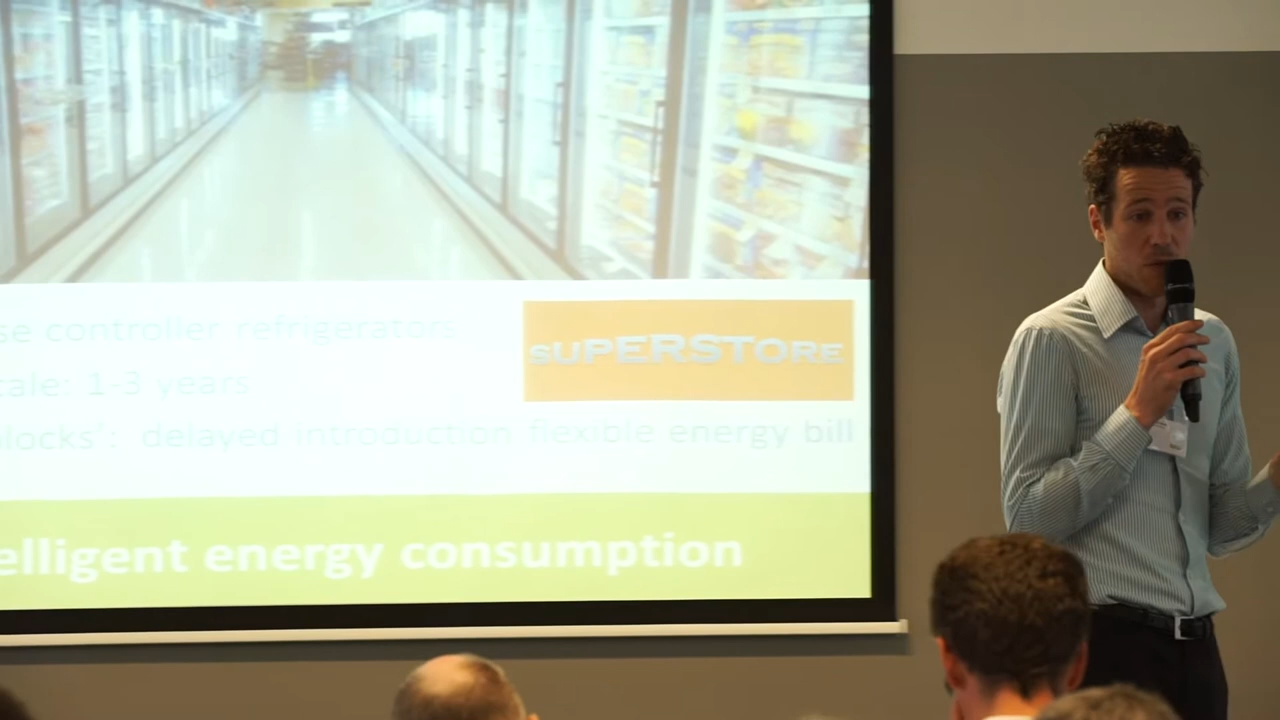 se controller refrigerators
SUPERSTORE
cale: 1-3 years
locks': delayed introduction flexible energy bill
elligent energy consumption